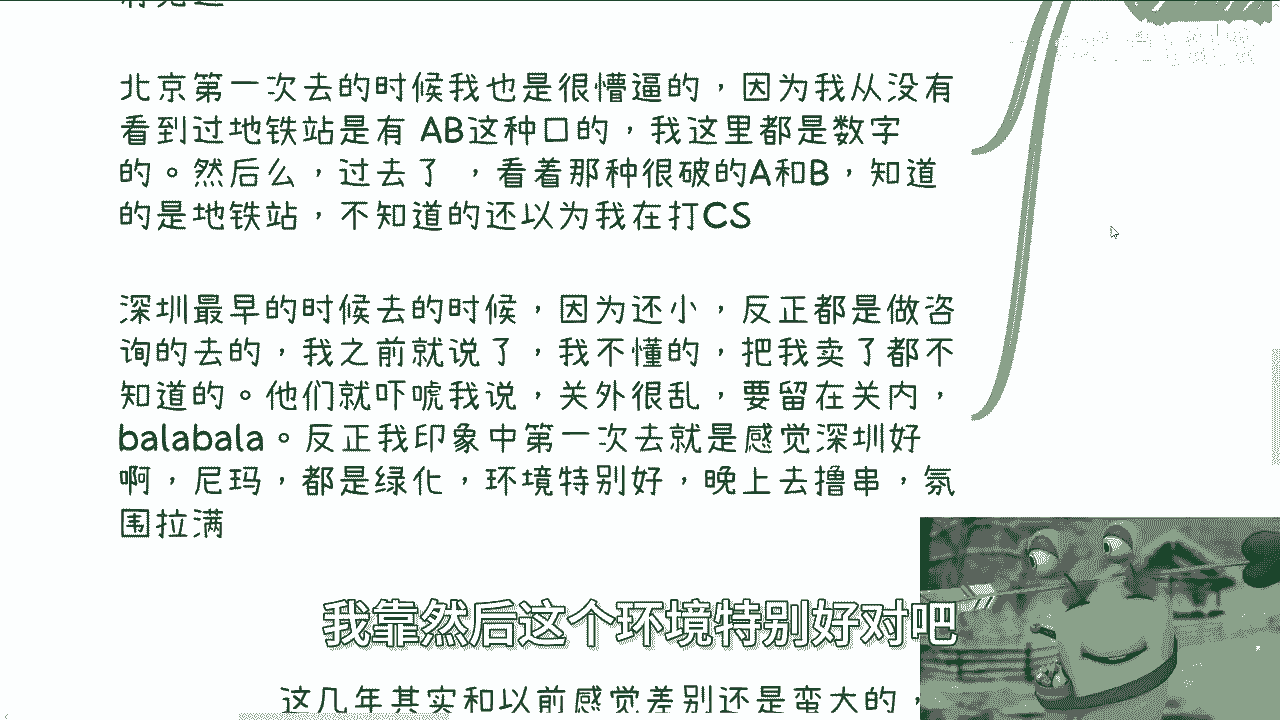 北京第一次去的时候我也是很懵逼的，因为我从没有
看到过地铁站是有 AB这种口的，我这里都是数字
的。然后么，过去了 ，看着那种很破的A和B，知道
的是地铁站，不知道的还以为我在打CS
深圳最早的时候去的时候，因为还小，反正都是做咨
询的去的，我之前就说了，我不懂的，把我卖了都不
知道的。他们就吓唬我说，关外很乱，要留在关内，
balabala。反正我印象中第一次去就是感觉深圳好
啊，尼玛，都是绿化，环境特别好，晚上去撸串，氛
围拉满
我靠然后这个环境特别好对吧
这几年其实和以前感觉差别还是蛮大的，